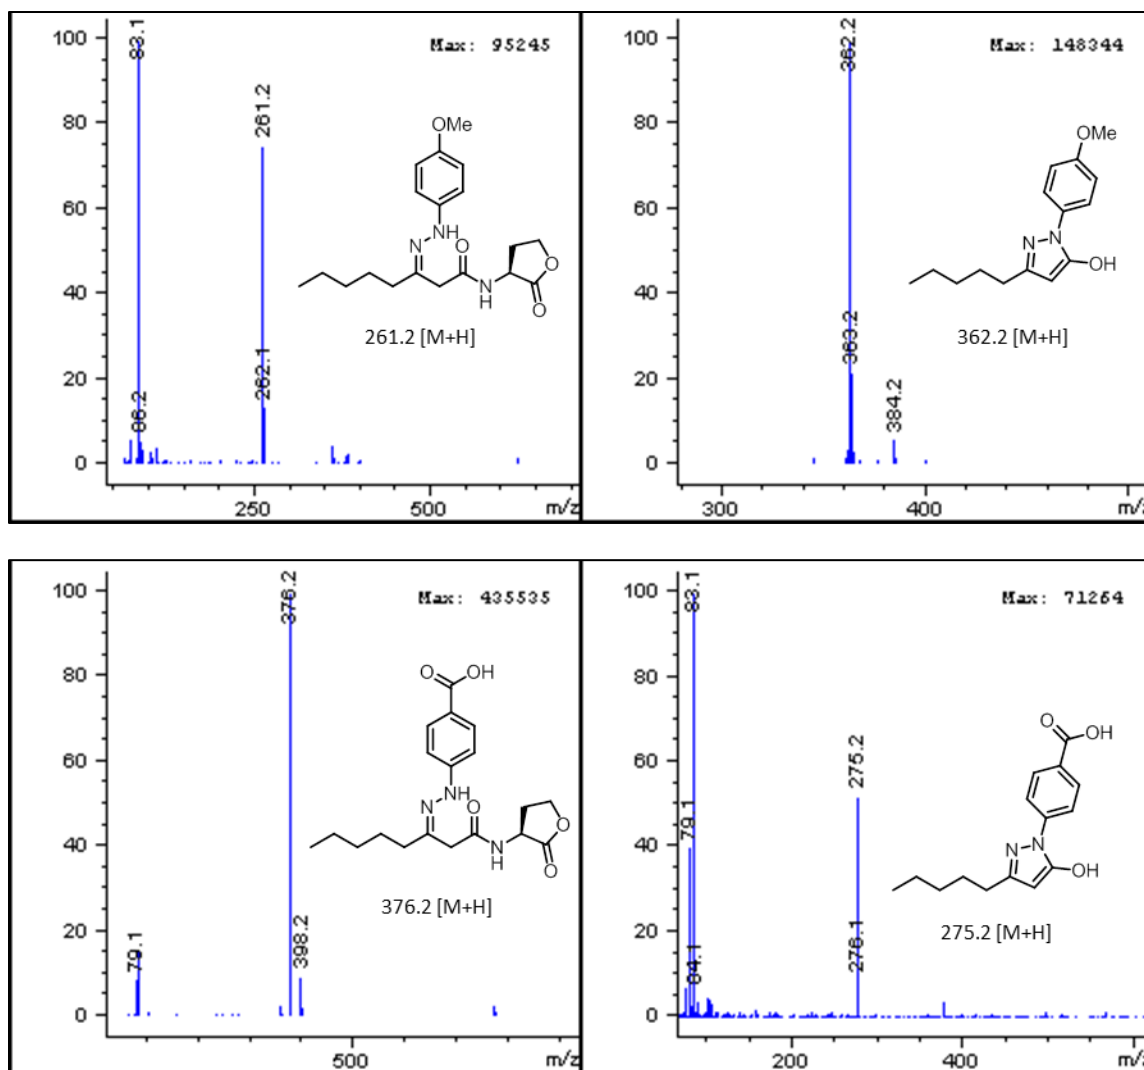 100
80
60
40
20
0
83.1
86.2
261.2
262.1
Max: 95245
OMe
NH
N
O
N
H
O
O
261.2 [M+H]
250
500
m/z
100
80
60
40
20
0
362.2
363.2
384.2
Max: 148344
OMe
N
N
OH
362.2 [M+H]
300
400
m/z
100
80
60
40
20
0
79.1
376.2
398.2
Max: 435535
O
OH
NH
N
O
N
H
O
O
376.2 [M+H]
500
m/z
100
80
60
40
20
0
79.1
83.1
84.1
275.2
276.1
Max: 71264
O
OH
N
N
OH
275.2 [M+H]
200
400
m/z